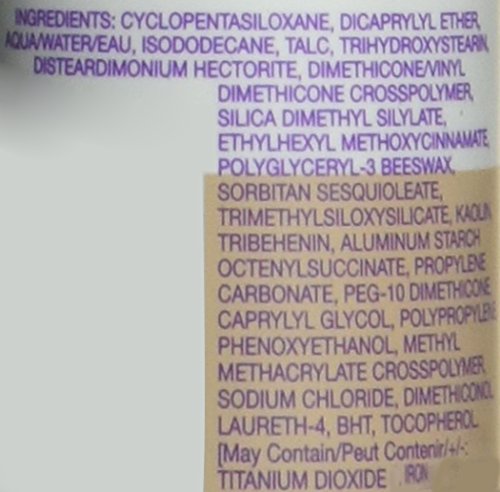 INGREDIENTS: CYCLOPENTASILOXANE, DICAPRYLYL ETHER,
AQUA/WATER/EAU, ISODODECANE, TALC, TRIHYDROXYSTEARIN,
DISTEARDIMONIUM HECTORITE, DIMETHICONE/VINYL
DIMETHICONE CROSSPOLYMER,
SILICA DIMETHYL SILYLATE,
ETHYLHEXYL METHOXYCINNAMATE,
POLYGLYCERYL-3 BEESWAX,
SORBITAN SESQUIOLEATE,
TRIMETHYLSILOXYSILICATE, KAOLIN,
TRIBEHENIN, ALUMINUM STARCH
OCTENYLSUCCINATE, PROPYLENE
CARBONATE, PEG-10 DIMETHICONE,
CAPRYLYL GLYCOL, POLYPROPYLENE,
PHENOXYETHANOL, METHYL
METHACRYLATE CROSSPOLYMER,
SODIUM CHLORIDE, DIMETHICONOL,
LAURETH-4, BHT, TOCOPHEROL
[May Contain/Peut Contenir/+/-:
TITANIUM DIOXIDE IRON